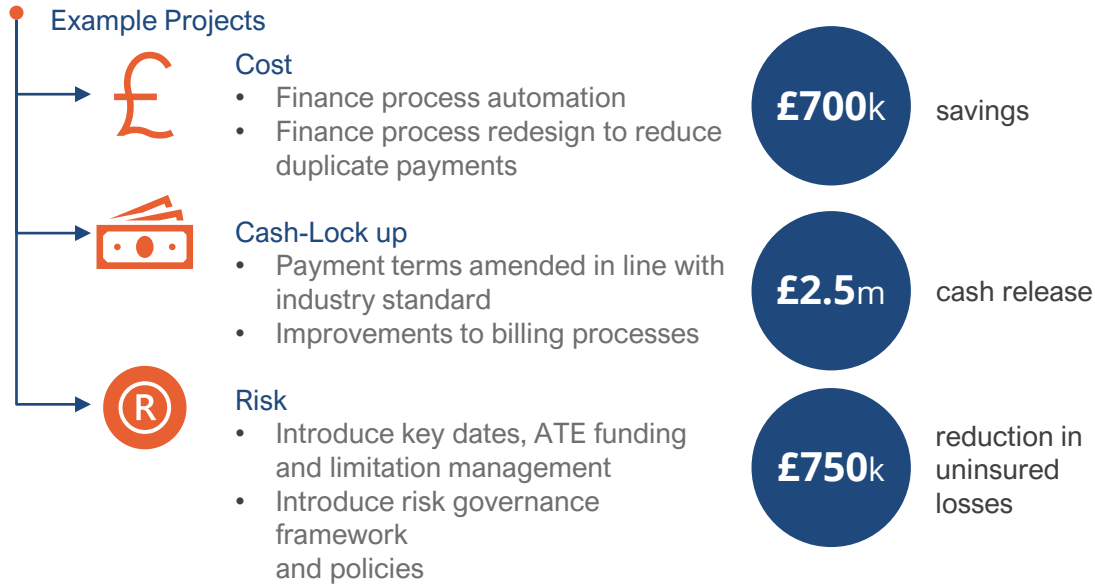 Example Projects
Cost
• Finance process automation
• Finance process redesign to reduce
duplicate payments
£700k
savings
£
Cash-Lock up
• Payment terms amended in line with
industry standard
• Improvements to billing processes
£2.5m
cash release
Risk
• Introduce key dates, ATE funding
and limitation management
• Introduce risk governance
framework
and policies
£750k
reduction in
uninsured
losses
R